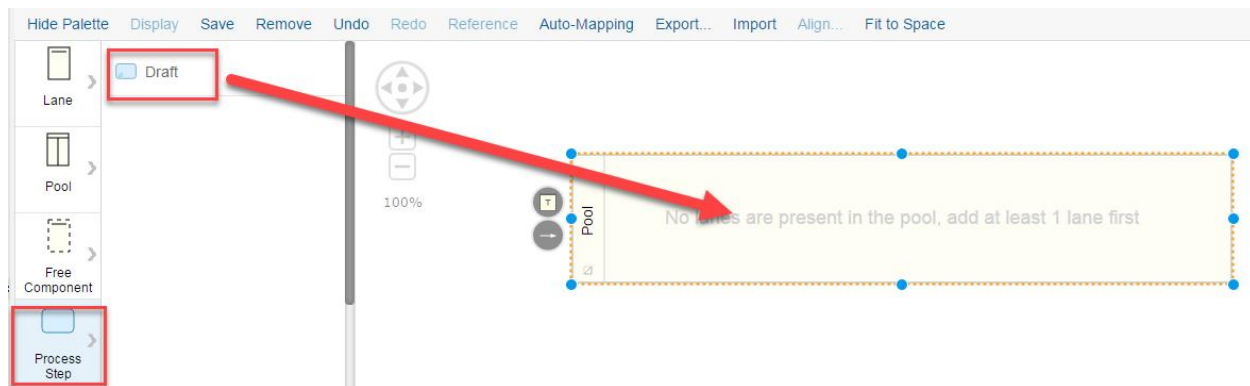 Hide Palette Display Save Remove Undo Redo Reference Auto-Mapping Export... Import Align... Fit to Space
Lane
Draft
Pool
100%
Pool
No lanes are present in the pool, add at least 1 lane first
T
Free
Component
Process
Step